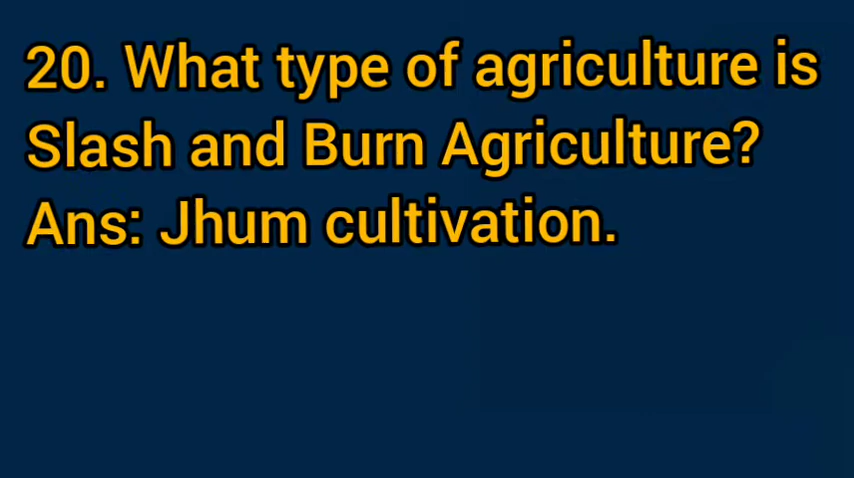 20. What type of agriculture is
Slash and Burn Agriculture?
Ans: Jhum cultivation.